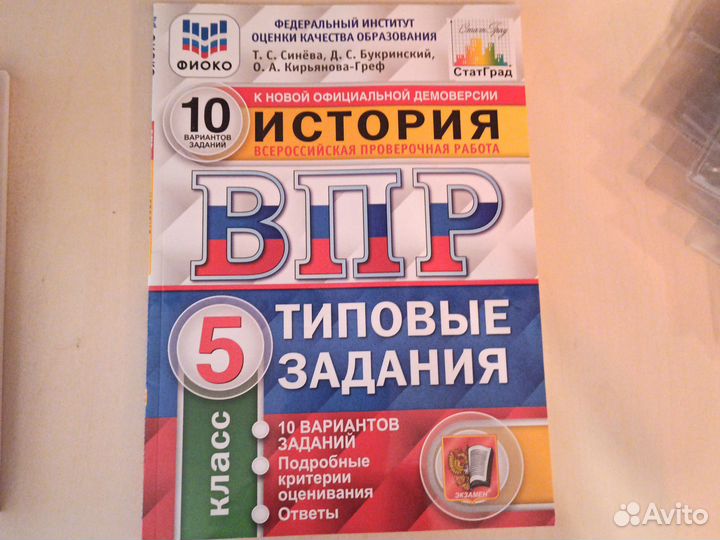 ФЕДЕРАЛЬНЫЙ ИНСТИТУТ
ОЦЕНКИ КАЧЕСТВА ОБРАЗОВАНИЯ
Т. С. Синёва, Д. С. Букринский,
О. А. Кирьянова-Греф
ФИОКО
СтатГрад
СтатГрад
К НОВОЙ ОФИЦИАЛЬНОЙ ДЕМОВЕРСИИ
10
ВАРИАНТОВ
ЗАДАНИЙ
ИСТОРИЯ
ВСЕРОССИЙСКАЯ ПРОВЕРОЧНАЯ РАБОТА
ВПР
5
КЛАСС
ТИПОВЫЕ
ЗАДАНИЯ
10 ВАРИАНТОВ
ЗАДАНИЙ
Подробные
критерии
оценивания
Ответы
ЭКЗАМЕН
Avito